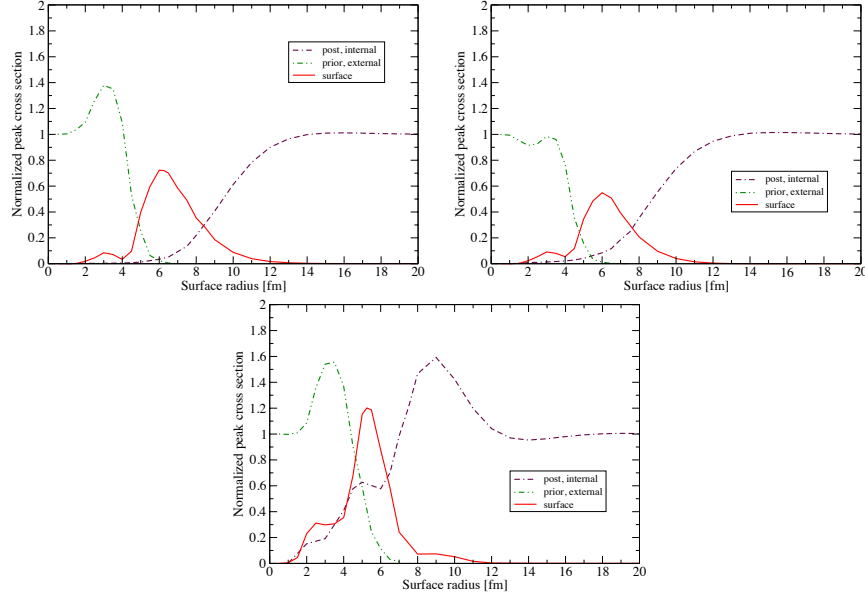 2
1.8
1.6
1.4
1.2
1
0.8
0.6
0.4
0.2
0
Normalized peak cross section
post, internal
prior, external
surface
0 2 4 6 8 10 12 14 16 18 20
Surface radius [fm]
2
1.8
1.6
1.4
1.2
1
0.8
0.6
0.4
0.2
0
Normalized peak cross section
post, internal
prior, external
surface
0 2 4 6 8 10 12 14 16 18 20
Surface radius [fm]
2
1.8
1.6
1.4
1.2
1
0.8
0.6
0.4
0.2
0
Normalized peak cross section
post, internal
prior, external
surface
0 2 4 6 8 10 12 14 16 18 20
Surface radius [fm]